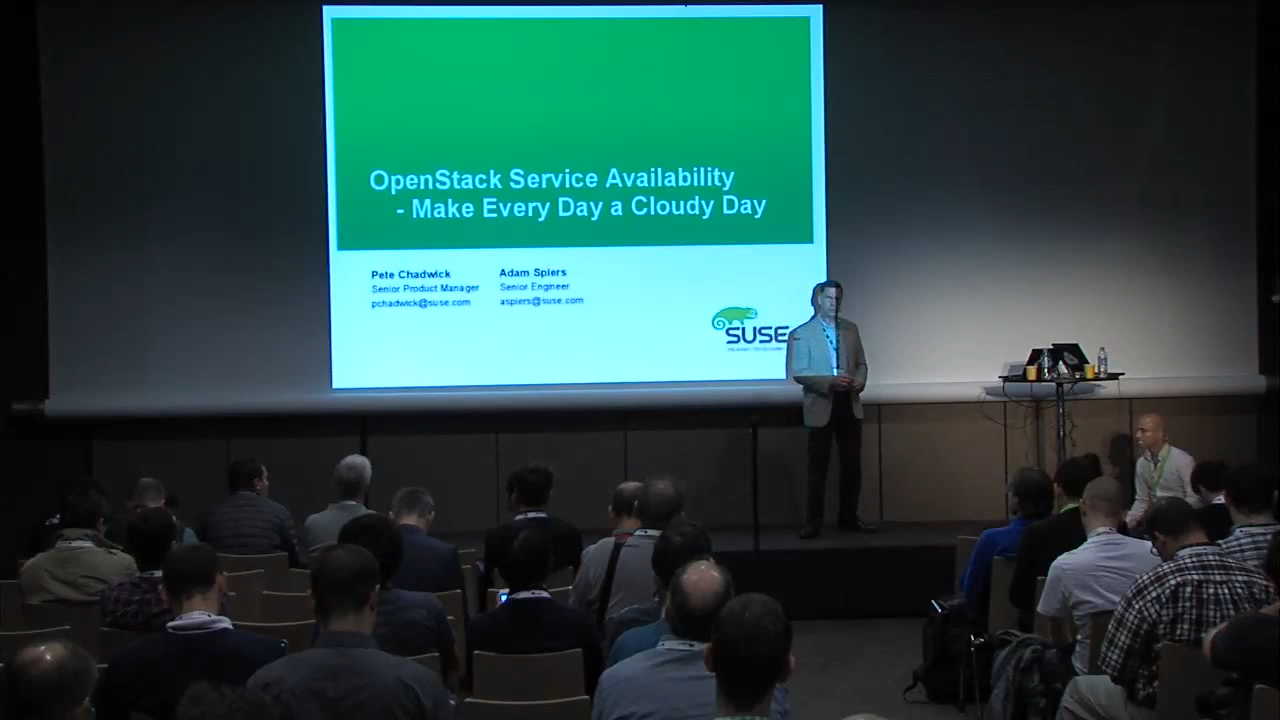 OpenStack Service Availability
- Make Every Day a Cloudy Day
Pete Chadwick
Senior Product Manager
pchadwick@suse.com
Adam Spiers
Senior Engineer
aspiers@suse.com
SUSE